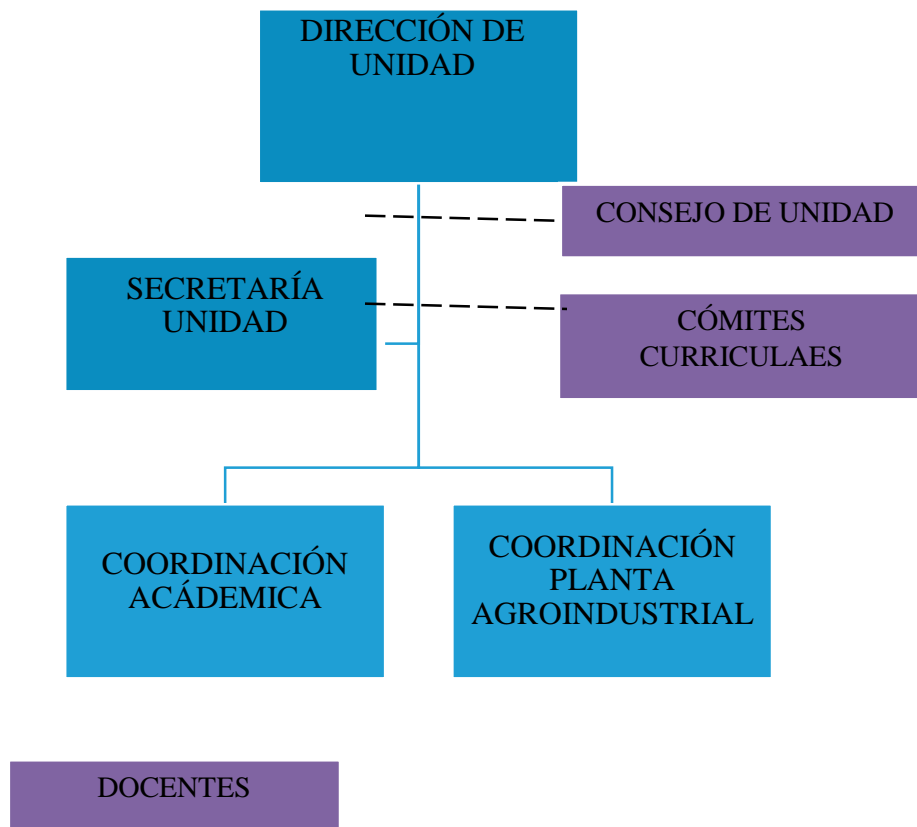 DIRECCIÓN DE
UNIDAD
CONSEJO DE UNIDAD
SECRETARÍA
UNIDAD
CÓMITES
CURRICULAES
COORDINACIÓN
ACÁDEMICA
COORDINACIÓN
PLANTA
AGROINDUSTRIAL
DOCENTES